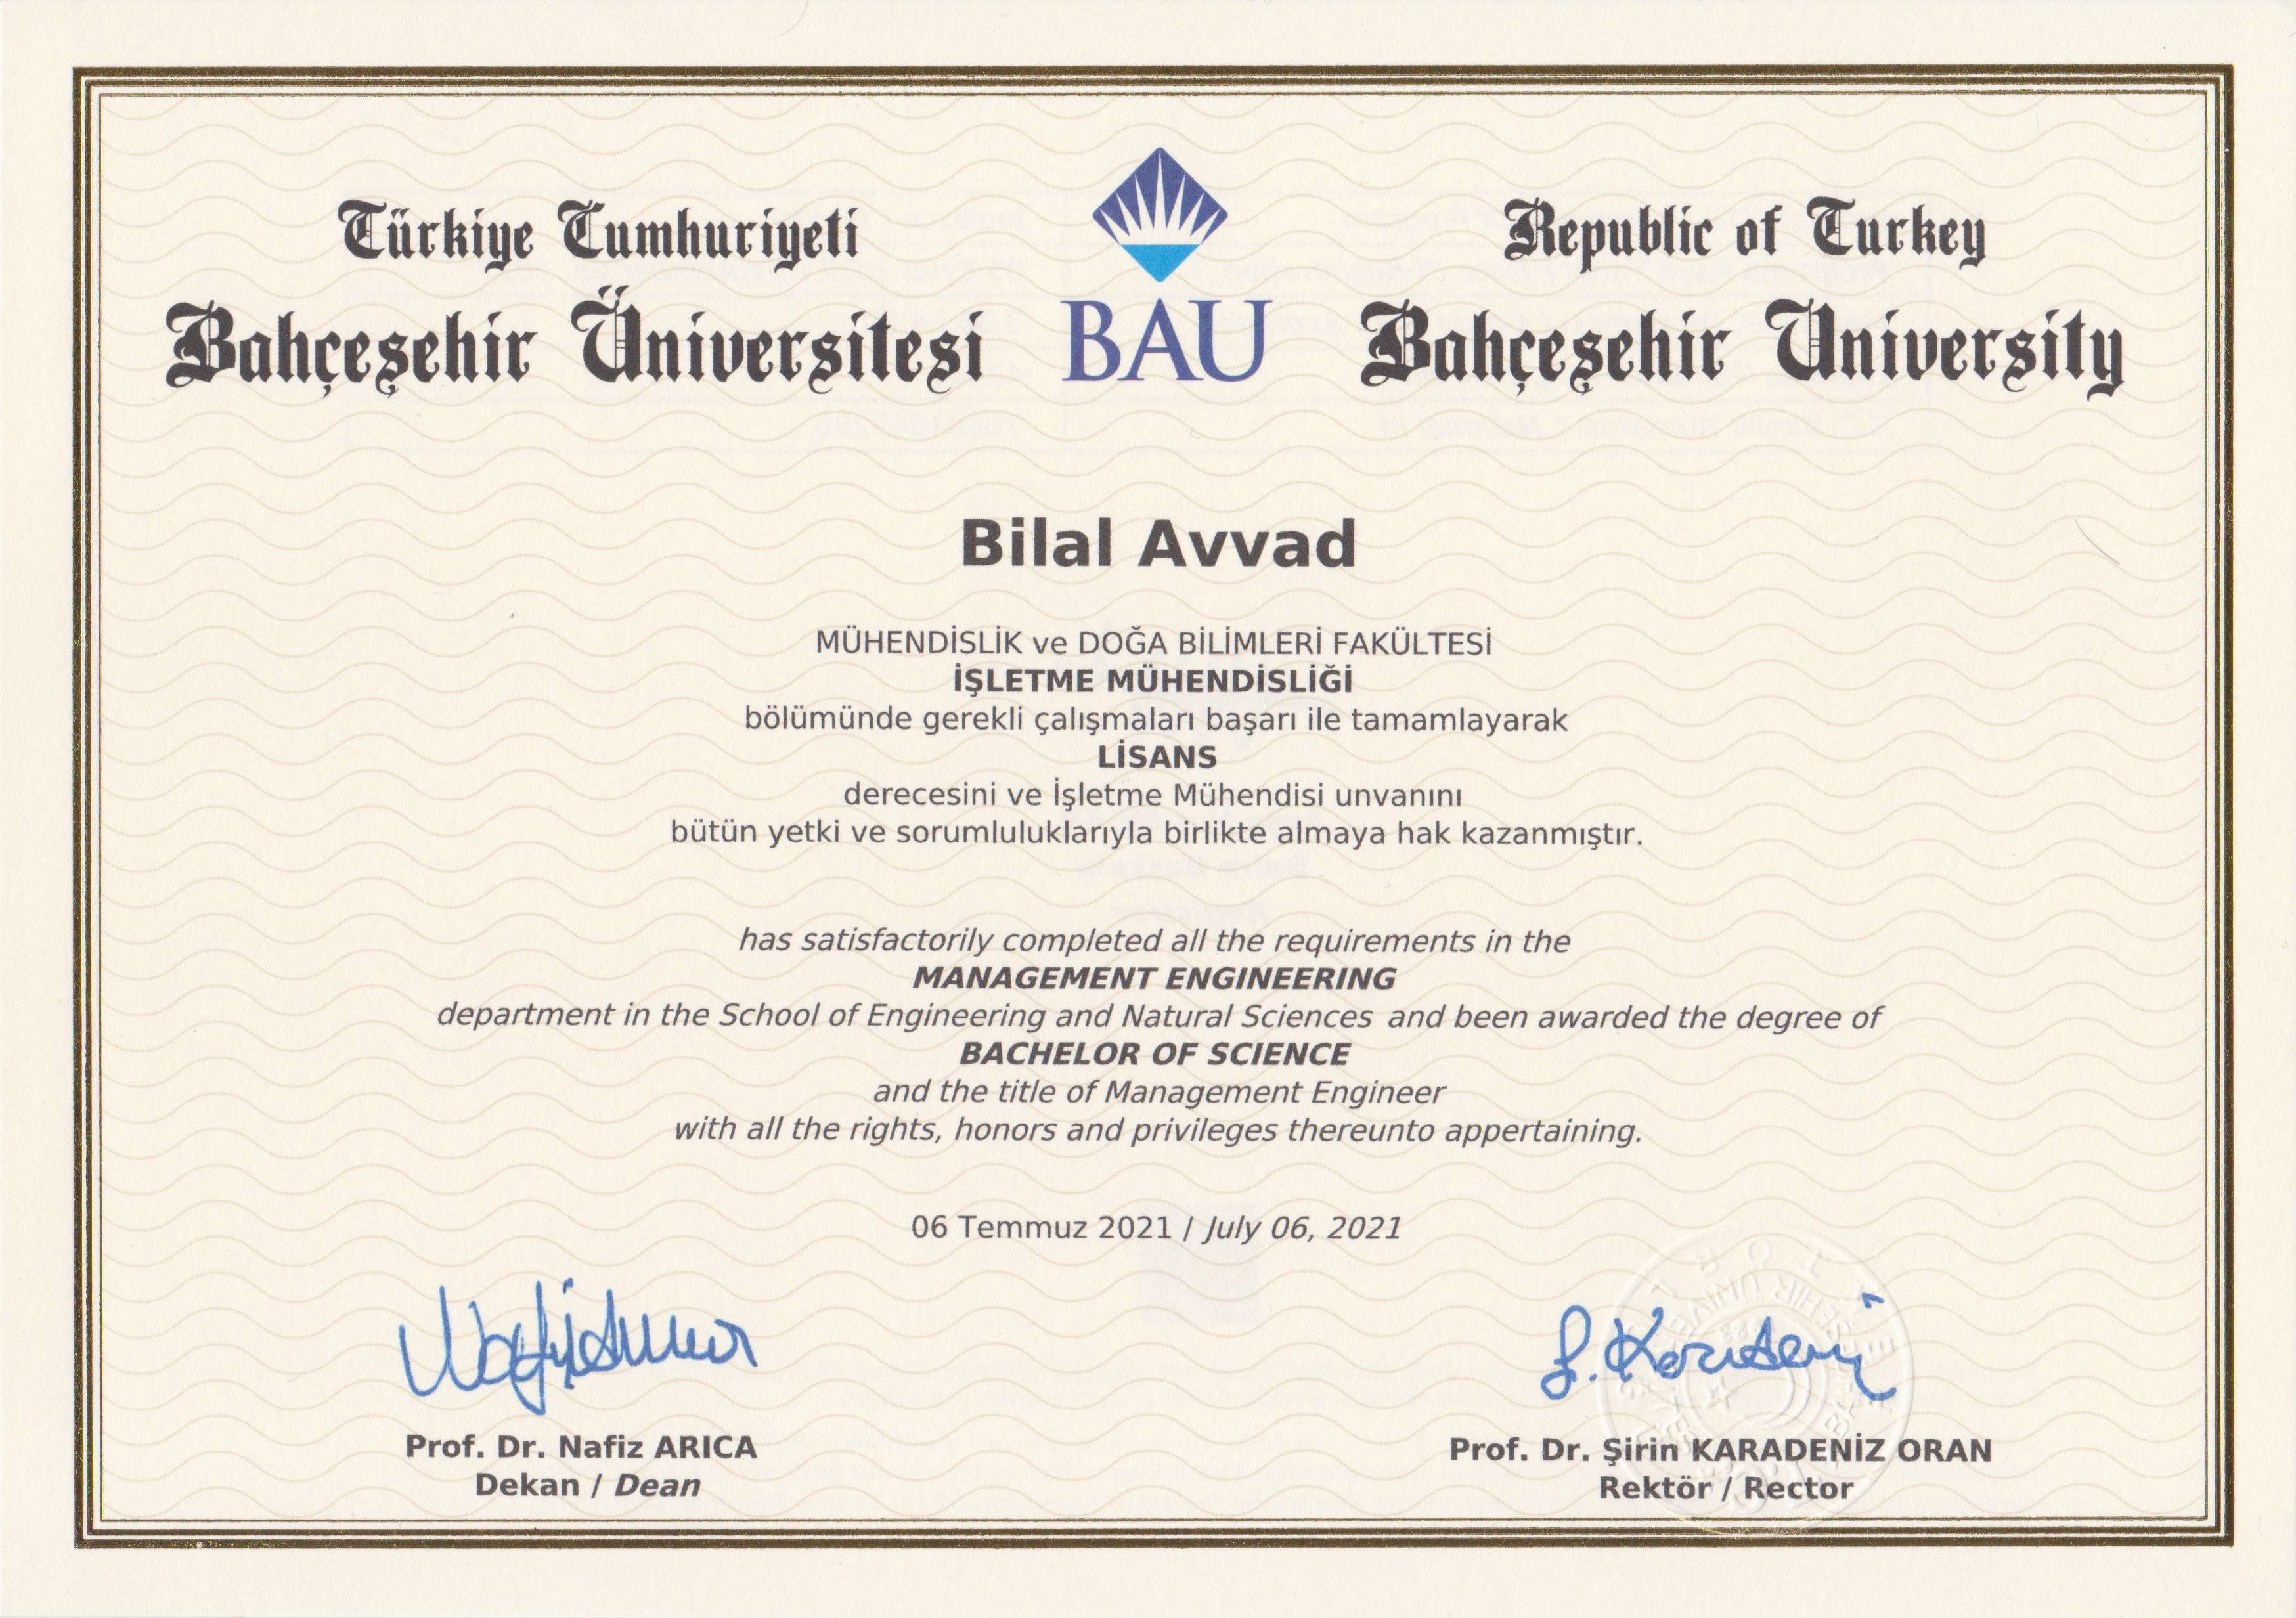 Türkiye Cumhuriyeti
Bahçeşehir Üniversitesi
BAU
Republic of Turkey
Bahçeşehir University
Bilal Avvad
MÜHENDİSLİK ve DOĞA BİLİMLERİ FAKÜLTESİ
İŞLETME MÜHENDİSLİĞİ
bölümünde gerekli çalışmaları başarı ile tamamlayarak
LİSANS
derecesini ve İşletme Mühendisi unvanını
bütün yetki ve sorumluluklarıyla birlikte almaya hak kazanmıştır.
has satisfactorily completed all the requirements in the
MANAGEMENT ENGINEERING
department in the School of Engineering and Natural Sciences and been awarded the degree of
BACHELOR OF SCIENCE
and the title of Management Engineer
with all the rights, honors and privileges thereunto appertaining.
06 Temmuz 2021 / July 06, 2021
Prof. Dr. Nafiz ARICA
Dekan / Dean
Ş. Karadeniz
Prof. Dr. Şirin KARADENİZ ORAN
Rektör / Rector